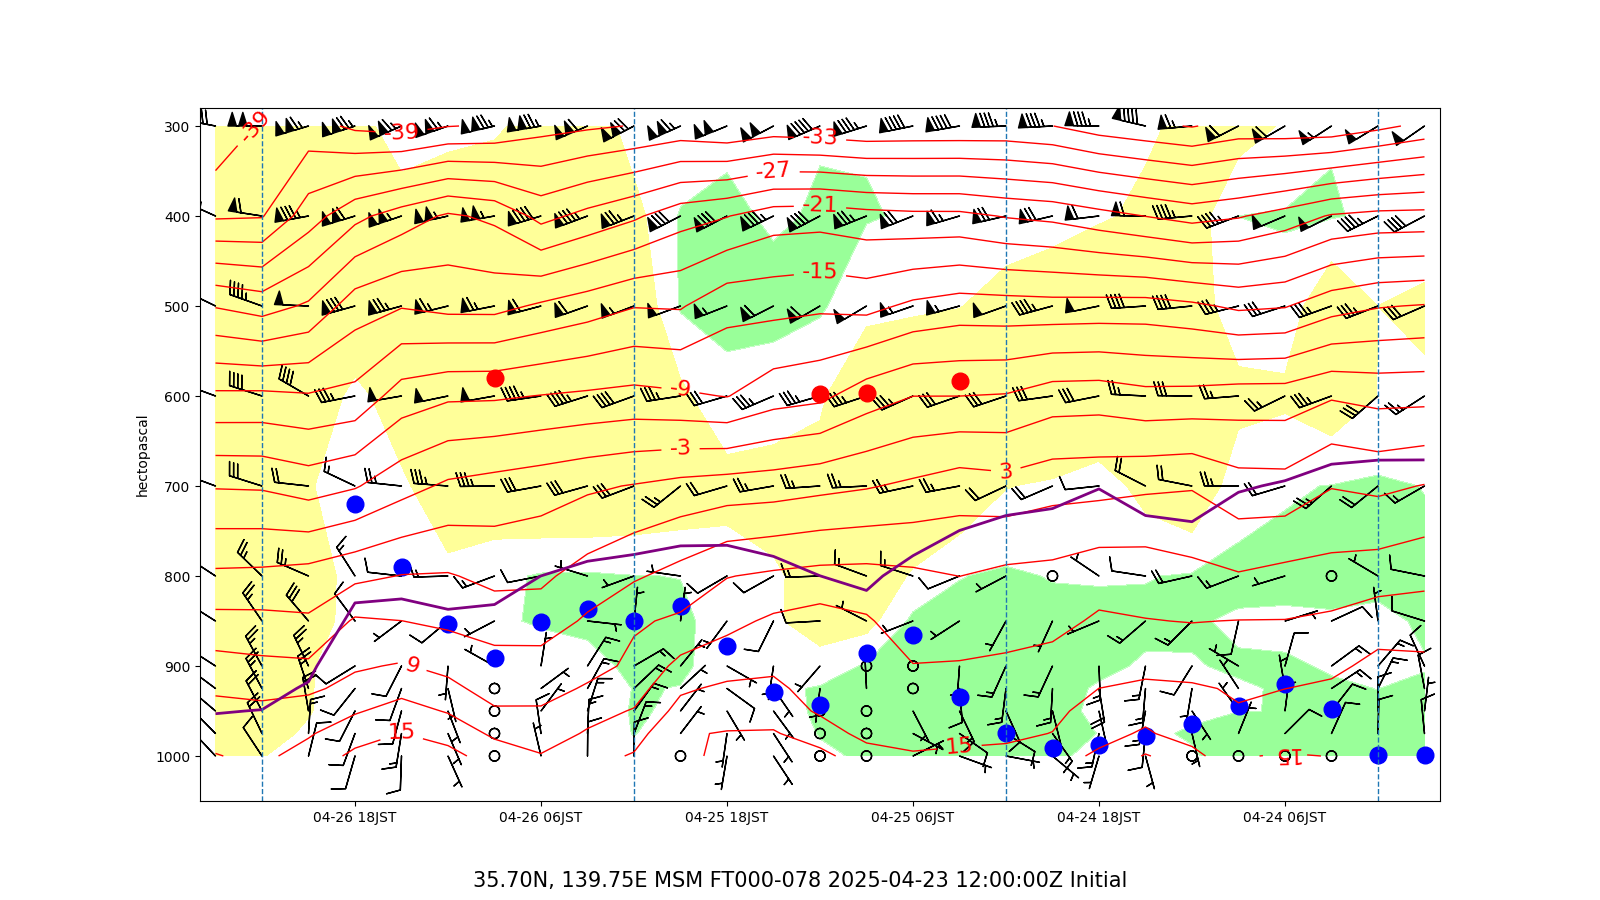 300
400
500
600
700
800
900
1000
hectopascal
-39
-39
-33
-27
-21
-15
-9
-3
3
9
15
15
15
04-26 18JST
04-26 06JST
04-25 18JST
04-25 06JST
04-24 18JST
04-24 06JST
35.70N, 139.75E MSM FT000-078 2025-04-23 12:00:00Z Initial